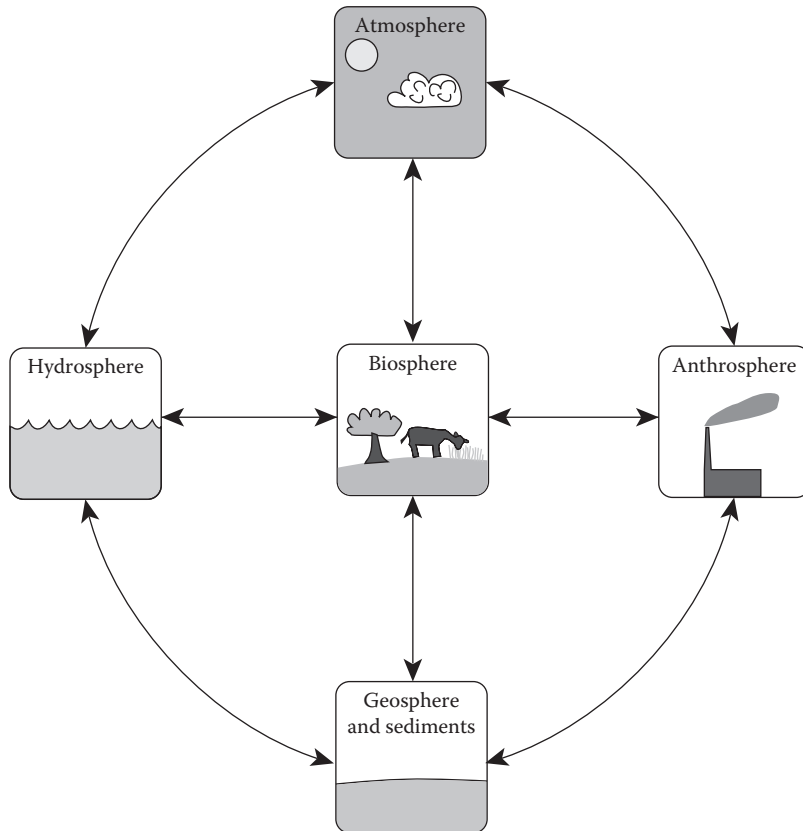 Atmosphere
Hydrosphere
Biosphere
Anthrosphere
Geosphere
and sediments